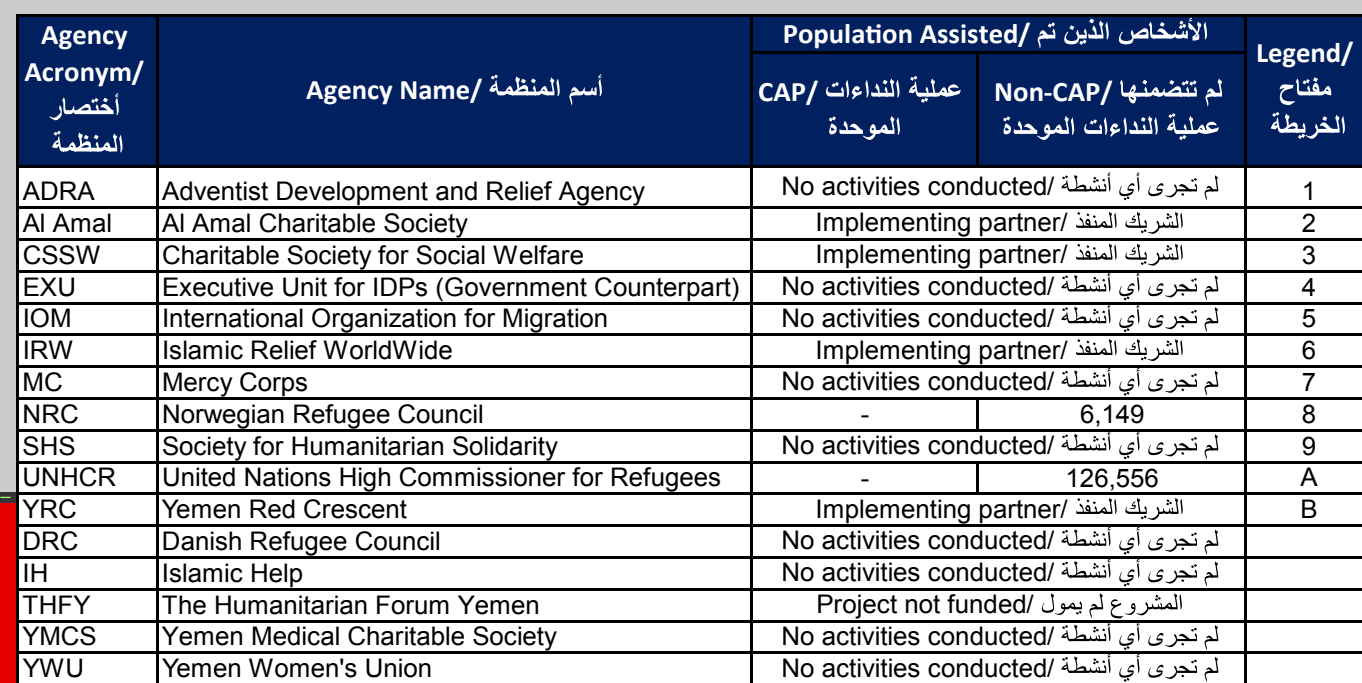 Agency Acronym/ أختصار المنظمة
Agency Name/ أسم المنظمة
Population Assisted/ الأشخاص الذين تم
CAP/ عملية النداءات الموحدة
Non-CAP/ لم تتضمنها عملية النداءات الموحدة
Legend/ مفتاح الخريطة
ADRA Adventist Development and Relief Agency No activities conducted/ لم تجرى أي أنشطة 1
Al Amal Al Amal Charitable Society Implementing partner/ الشريك المنفذ 2
CSSW Charitable Society for Social Welfare Implementing partner/ الشريك المنفذ 3
EXU Executive Unit for IDPs (Government Counterpart) No activities conducted/ لم تجرى أي أنشطة 4
IOM International Organization for Migration No activities conducted/ لم تجرى أي أنشطة 5
IRW Islamic Relief WorldWide Implementing partner/ الشريك المنفذ 6
MC Mercy Corps No activities conducted/ لم تجرى أي أنشطة 7
NRC Norwegian Refugee Council - 6,149 8
SHS Society for Humanitarian Solidarity No activities conducted/ لم تجرى أي أنشطة 9
UNHCR United Nations High Commissioner for Refugees - 126,556 A
YRC Yemen Red Crescent Implementing partner/ الشريك المنفذ B
DRC Danish Refugee Council No activities conducted/ لم تجرى أي أنشطة
IH Islamic Help No activities conducted/ لم تجرى أي أنشطة
THFY The Humanitarian Forum Yemen Project not funded/ المشروع لم يمول
YMCS Yemen Medical Charitable Society No activities conducted/ لم تجرى أي أنشطة
YWU Yemen Women's Union No activities conducted/ لم تجرى أي أنشطة